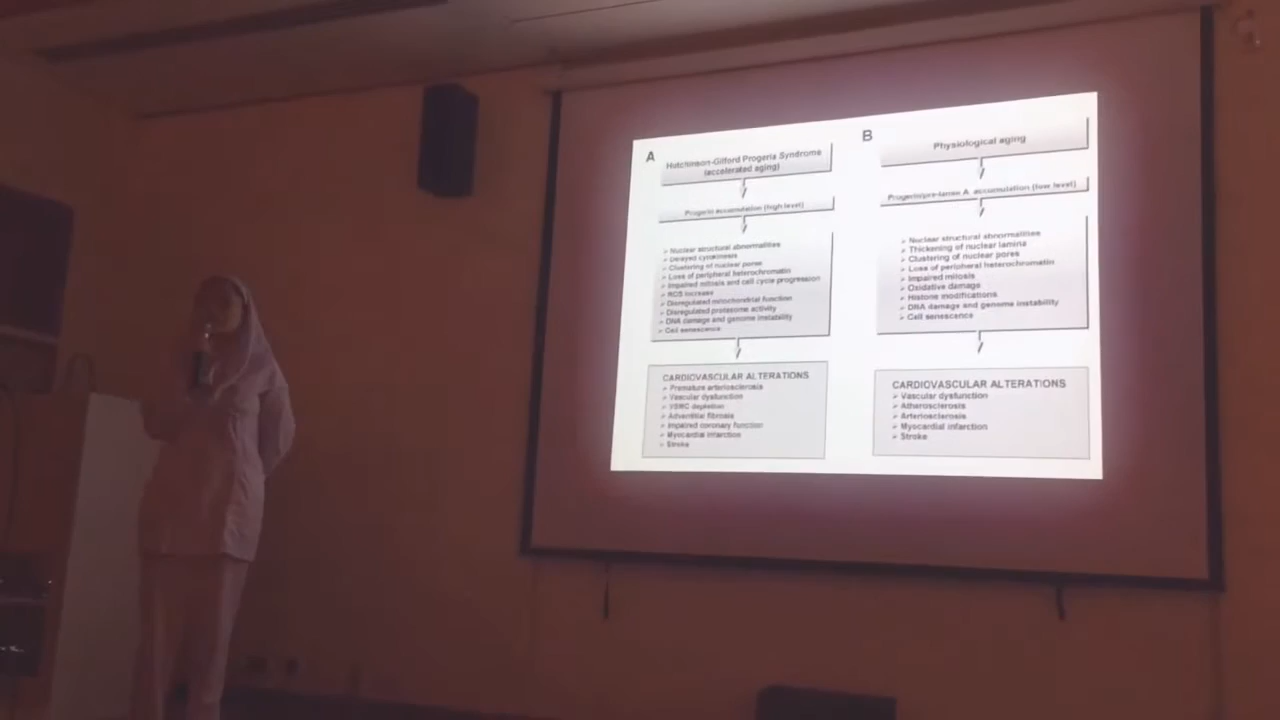 A
Hutchinson-Gilford Progeria Syndrome
(accelerated aging)
Progerin accumulation (high level)
➢ Nuclear structural abnormalities
➢ Delayed cytokinesis
➢ Clustering of nuclear pores
➢ Loss of peripheral heterochromatin
➢ Impaired mitosis and cell cycle progression
➢ ROS increase
➢ Disregulated mitochondrial function
➢ Disregulated proteasome activity
➢ DNA damage and genome instability
➢ Cell senescence
CARDIOVASCULAR ALTERATIONS
➢ Premature arteriosclerosis
➢ Vascular dysfunction
➢ VSMC depletion
➢ Adventitial fibrosis
➢ Impaired coronary function
➢ Myocardial infarction
➢ Stroke
B
Physiological aging
Progerin/pre-lamin A accumulation (low level)
➢ Nuclear structural abnormalities
➢ Thickening of nuclear lamina
➢ Clustering of nuclear pores
➢ Loss of peripheral heterochromatin
➢ Impaired mitosis
➢ Oxidative damage
➢ Histone modifications
➢ DNA damage and genome instability
➢ Cell senescence
CARDIOVASCULAR ALTERATIONS
➢ Vascular dysfunction
➢ Atherosclerosis
➢ Arteriosclerosis
➢ Myocardial infarction
➢ Stroke